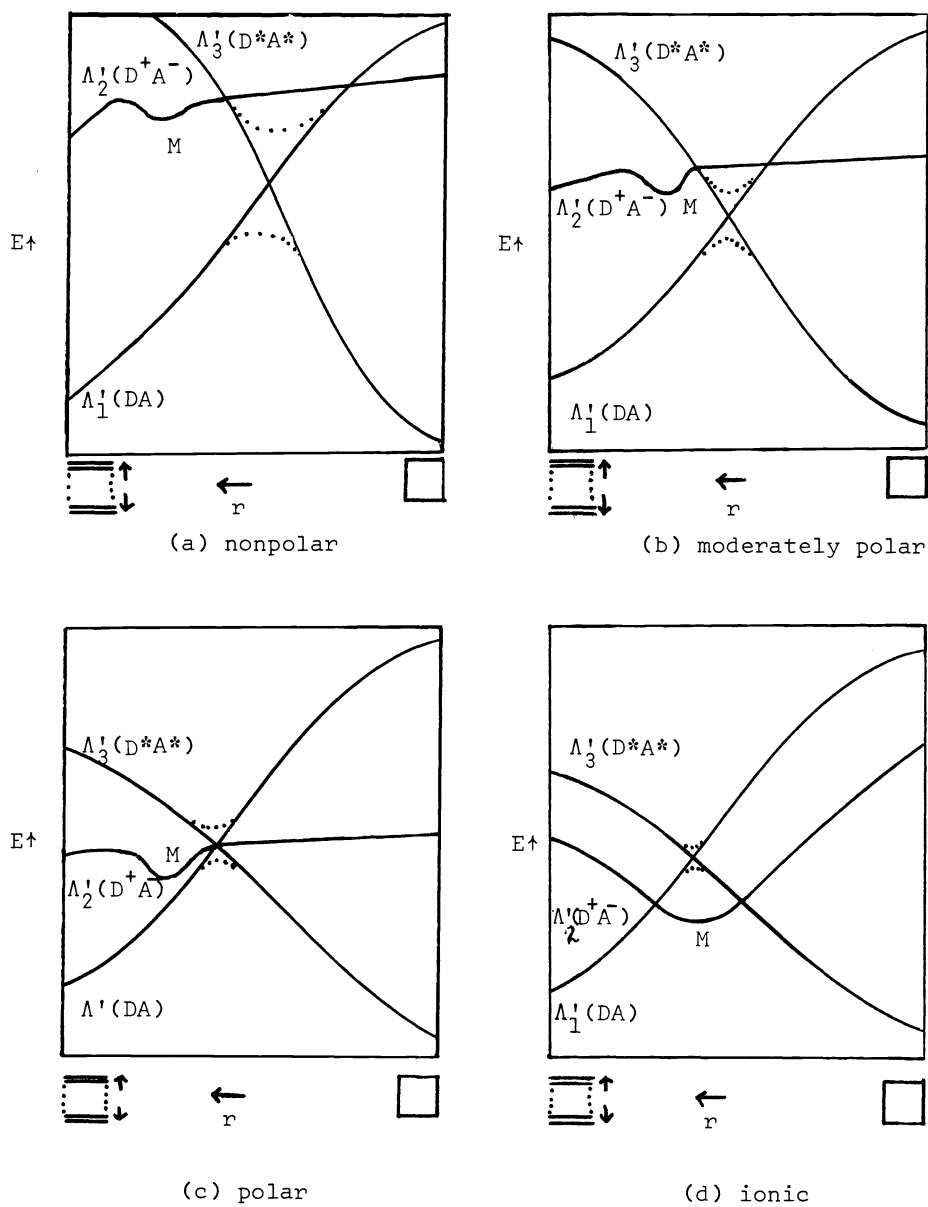 Λ'₃(D*A*)
Λ'₂(D⁺A⁻)
M
E↑
Λ'₁(DA)
← r
(a) nonpolar
Λ'₃(D*A*)
Λ'₂(D⁺A⁻) M
E↑
Λ'₁(DA)
← r
(b) moderately polar
Λ'₃(D*A*)
M
E↑
Λ'₂(D⁺A⁻)
Λ'(DA)
← r
(c) polar
Λ'₃(D*A*)
E↑
Λ'₂(D⁺A⁻)
M
Λ'₁(DA)
← r
(d) ionic